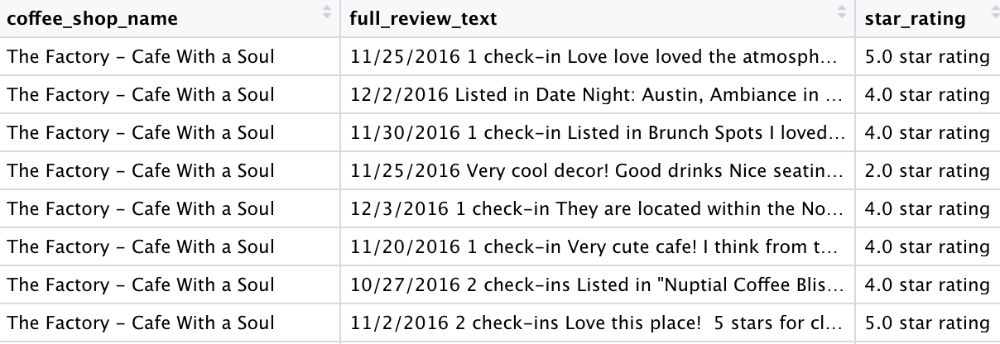 coffee_shop_name full_review_text star_rating
The Factory - Cafe With a Soul 11/25/2016 1 check-in Love love loved the atmosph... 5.0 star rating
The Factory - Cafe With a Soul 12/2/2016 Listed in Date Night: Austin, Ambiance in ... 4.0 star rating
The Factory - Cafe With a Soul 11/30/2016 1 check-in Listed in Brunch Spots I loved... 4.0 star rating
The Factory - Cafe With a Soul 11/25/2016 Very cool decor! Good drinks Nice seatin... 2.0 star rating
The Factory - Cafe With a Soul 12/3/2016 1 check-in They are located within the No... 4.0 star rating
The Factory - Cafe With a Soul 11/20/2016 1 check-in Very cute cafe! I think from t... 4.0 star rating
The Factory - Cafe With a Soul 10/27/2016 2 check-ins Listed in "Nuptial Coffee Blis... 4.0 star rating
The Factory - Cafe With a Soul 11/2/2016 2 check-ins Love this place!  5 stars for cl... 5.0 star rating